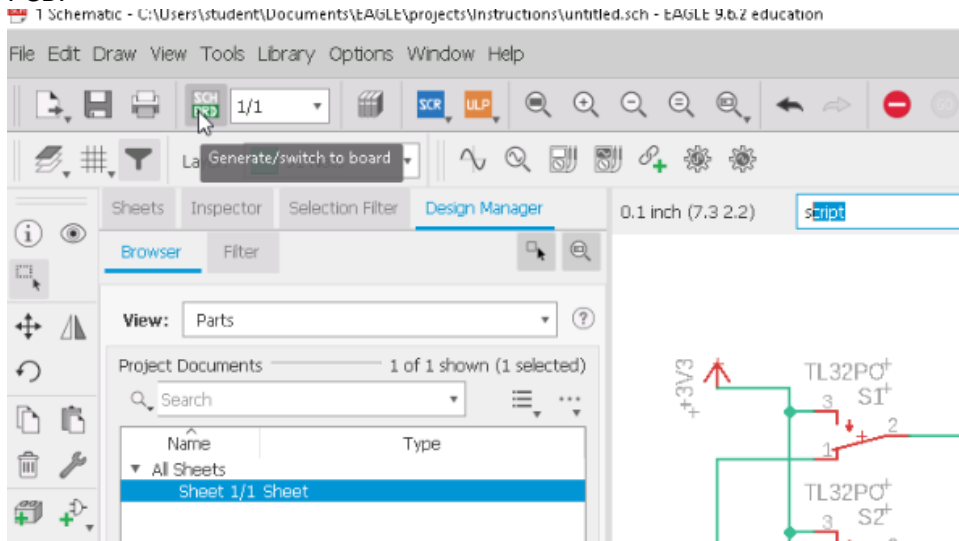 1 Schematic - C:\Users\student\Documents\EAGLE\projects\Instructions\untitled.sch - EAGLE 9.6.2 education
File Edit Draw View Tools Library Options Window Help
SCH
BRD
1/1
SCR
ULP
La
Generate/switch to board
Sheets Inspector Selection Filter Design Manager
0.1 inch (7.3 2.2)
script
Browser Filter
View: Parts
Project Documents 1 of 1 shown (1 selected)
Search
Name Type
All Sheets
Sheet 1/1 Sheet
+3V3
TL32PO
S1
3
2
1
TL32PO
S2
3